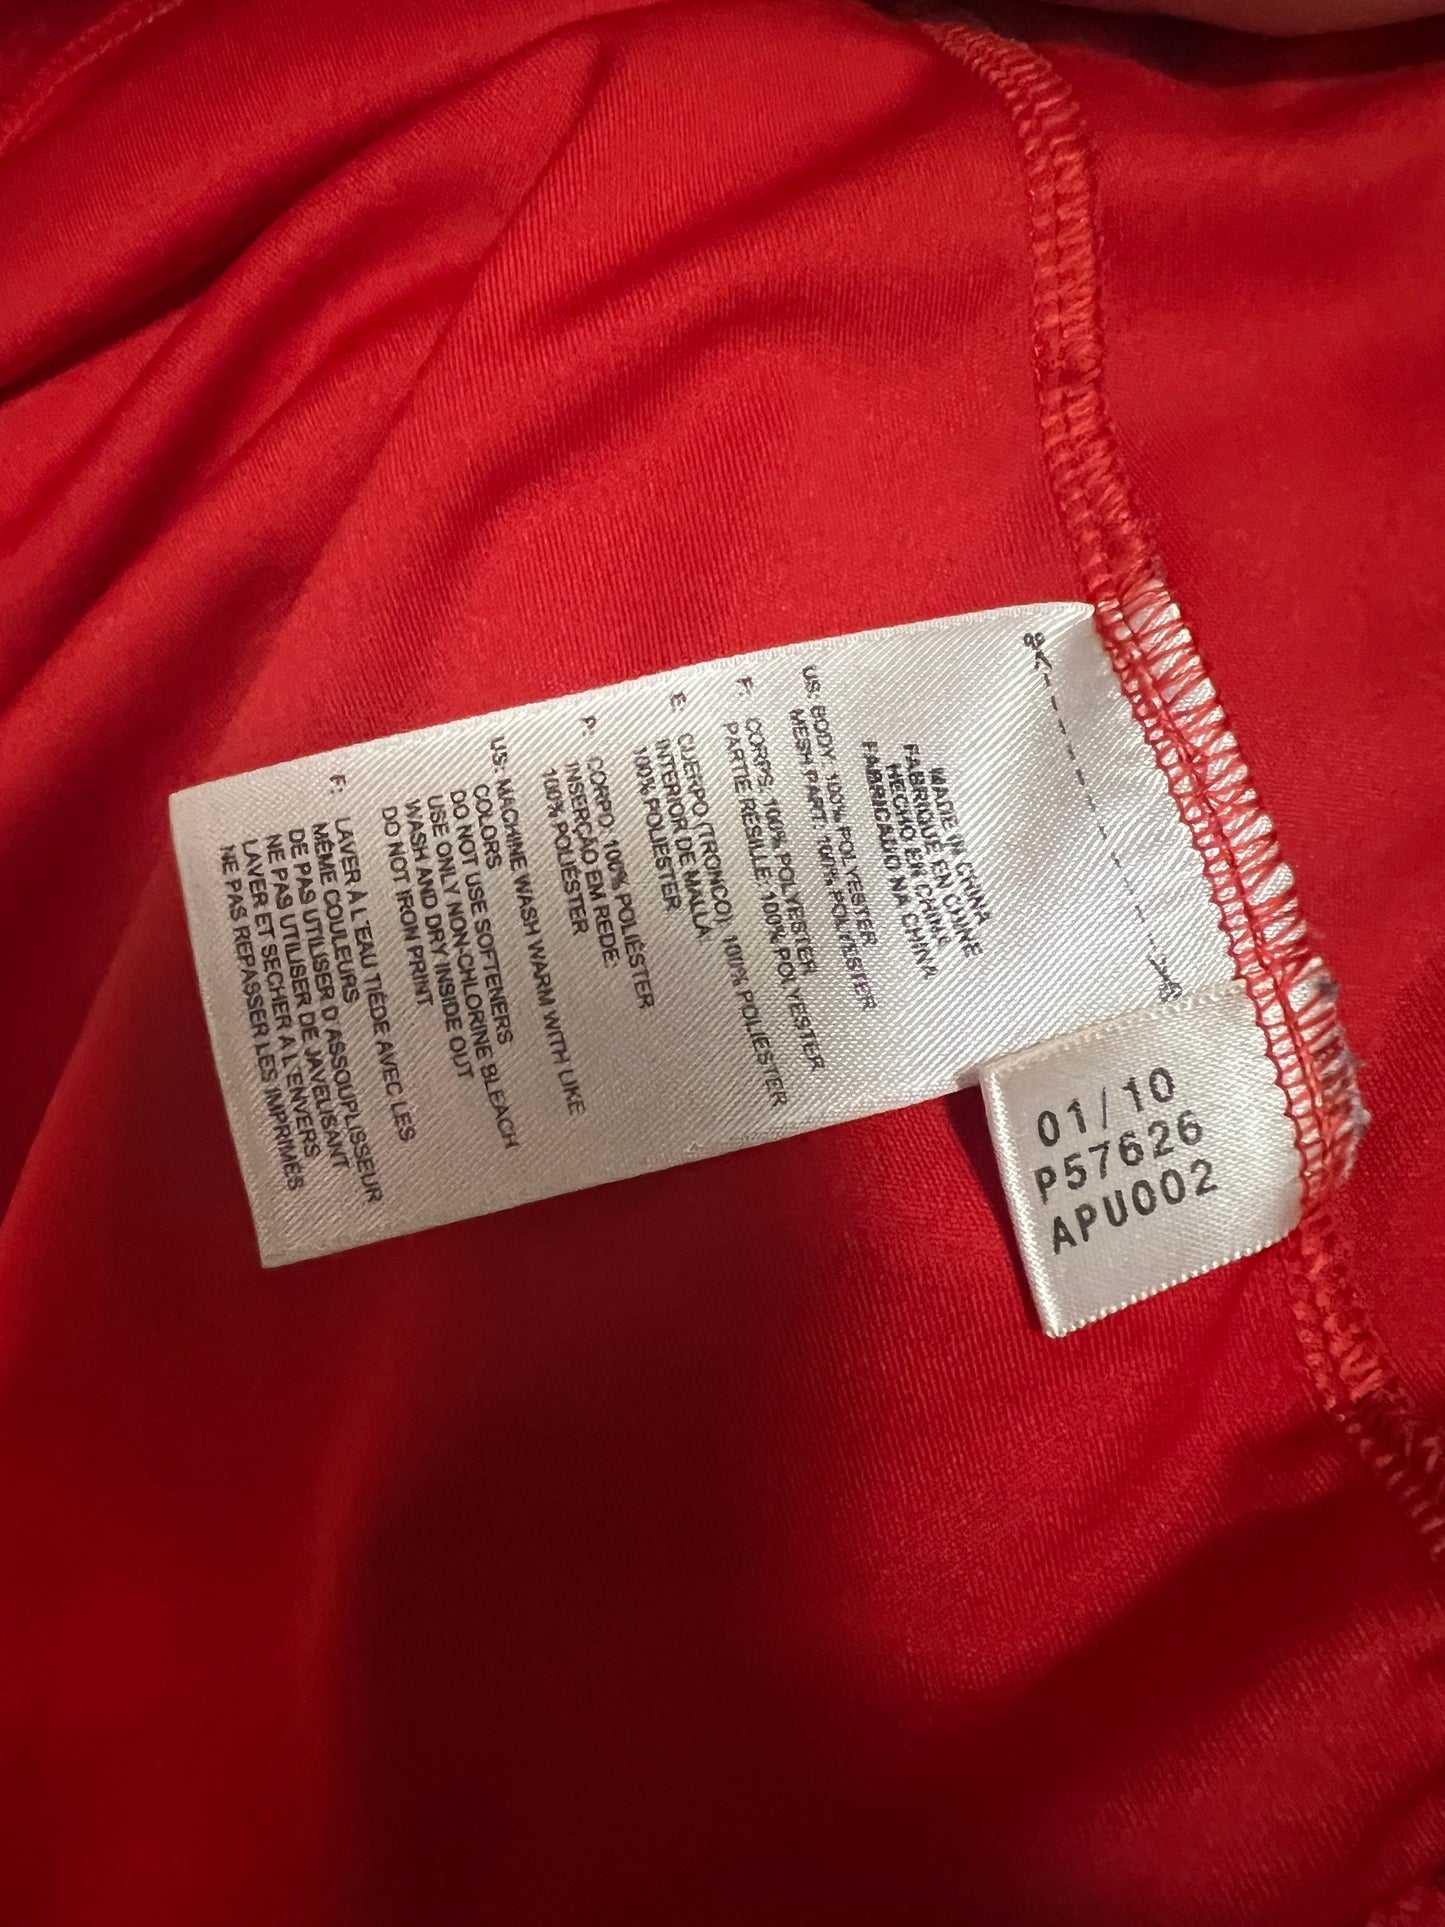 MADE IN CHINA
FABRIQUÉ EN CHINE
HECHO EN CHINA
FABRICADO NA CHINA
US: BODY: 100% POLYESTER
MESH PART: 100% POLYESTER
F: CORPS: 100% POLYESTER
PARTIE RÉSILLE: 100% POLYESTER
E: CUERPO (TRONCO): 100% POLIÉSTER
INTERIOR DE MALLA:
100% POLIÉSTER
P: CORPO: 100% POLIÉSTER
INSERÇÃO EM REDE:
100% POLIÉSTER
US: MACHINE WASH WARM WITH LIKE
COLORS
DO NOT USE SOFTENERS
USE ONLY NON-CHLORINE BLEACH
WASH AND DRY INSIDE OUT
DO NOT IRON PRINT
F: LAVER À L'EAU TIÈDE AVEC LES
MÊME COULEURS
DE PAS UTILISER D'ASSOUPLISSEUR
NE PAS UTILISER DE JAVELISANT
LAVER ET SECHER A L'ENVERS
NE PAS REPASSER LES IMPRIMÉS
01/10
P57626
APU002